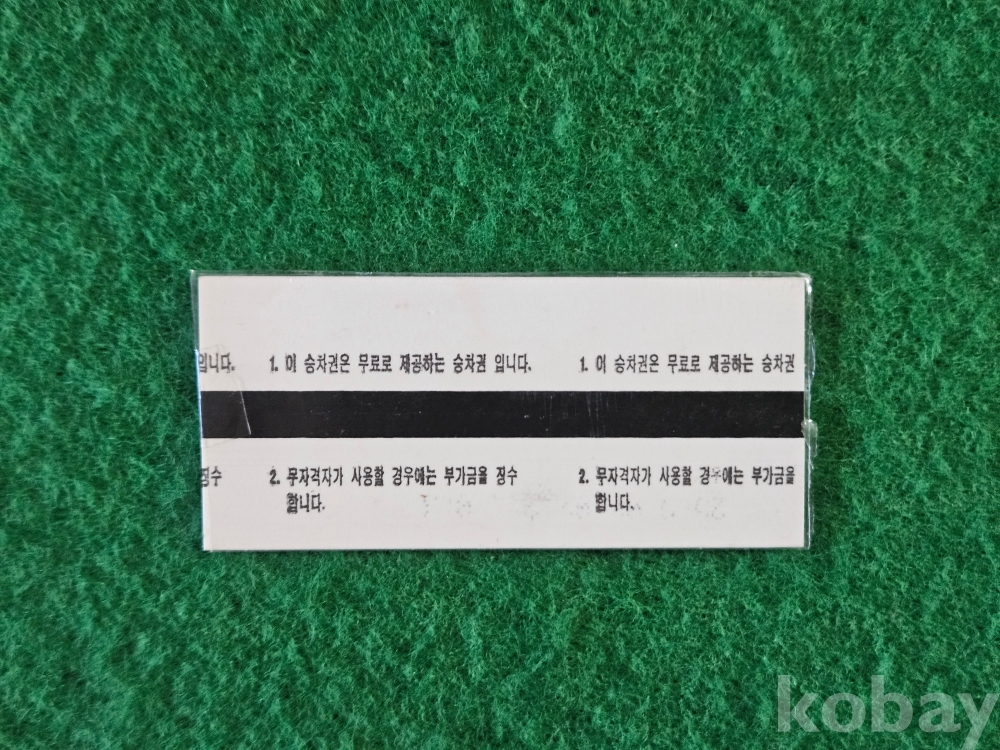 입니다. 1. 이 승차권은 무료로 제공하는 승차권 입니다. 1. 이 승차권은 무료로 제공하는 승차권
징수 2. 무자격자가 사용할 경우에는 부가금을 징수 2. 무자격자가 사용할 경우에는 부가금을
합니다. 합니다.
kobay